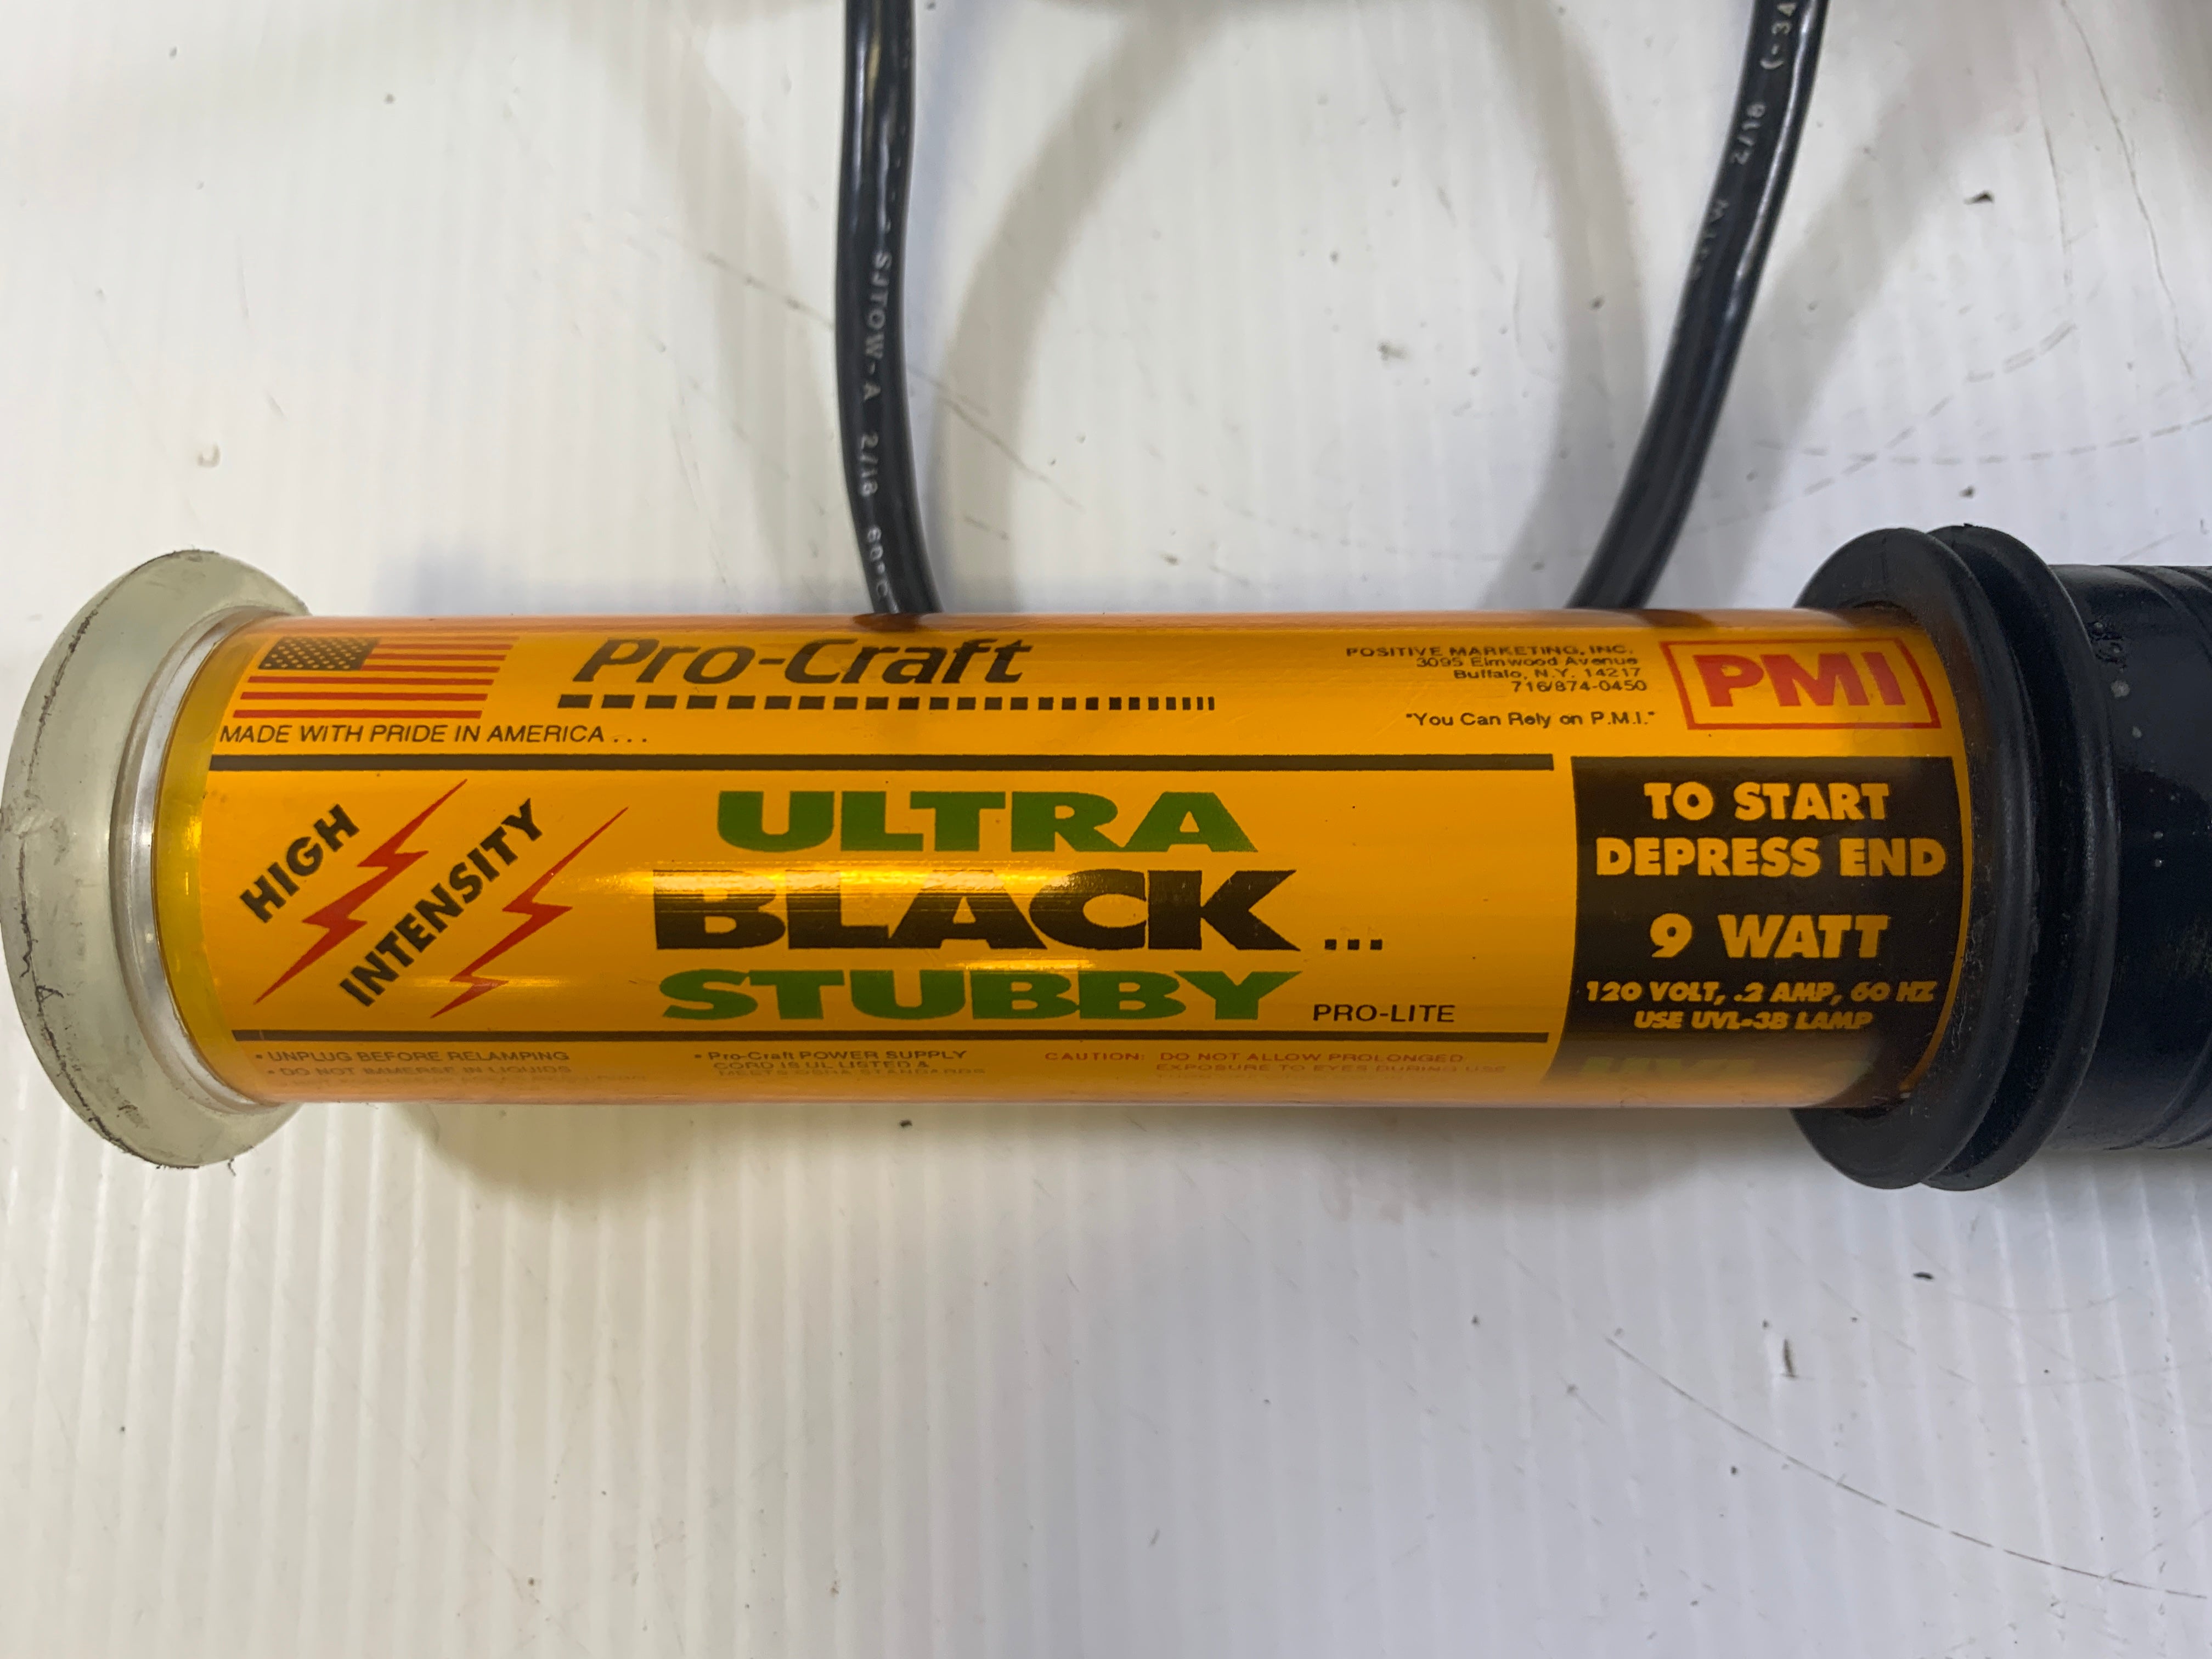 SJTOW-A 2/18 60°C
2/18 (-34
Pro-Craft
MADE WITH PRIDE IN AMERICA ...
POSITIVE MARKETING, INC.
3095 Elmwood Avenue
Buffalo, N.Y. 14217
716/874-0450
"You Can Rely on P.M.I."
PMI
HIGH
INTENSITY
ULTRA
BLACK...
STUBBY
PRO-LITE
TO START
DEPRESS END
9 WATT
120 VOLT, .2 AMP, 60 HZ
USE UVL-3B LAMP
• UNPLUG BEFORE RELAMPING
• DO NOT IMMERSE IN LIQUIDS
• Pro-Craft POWER SUPPLY
CORD IS UL LISTED &
MEETS OSHA STANDARDS
CAUTION: DO NOT ALLOW PROLONGED
EXPOSURE TO EYES DURING USE